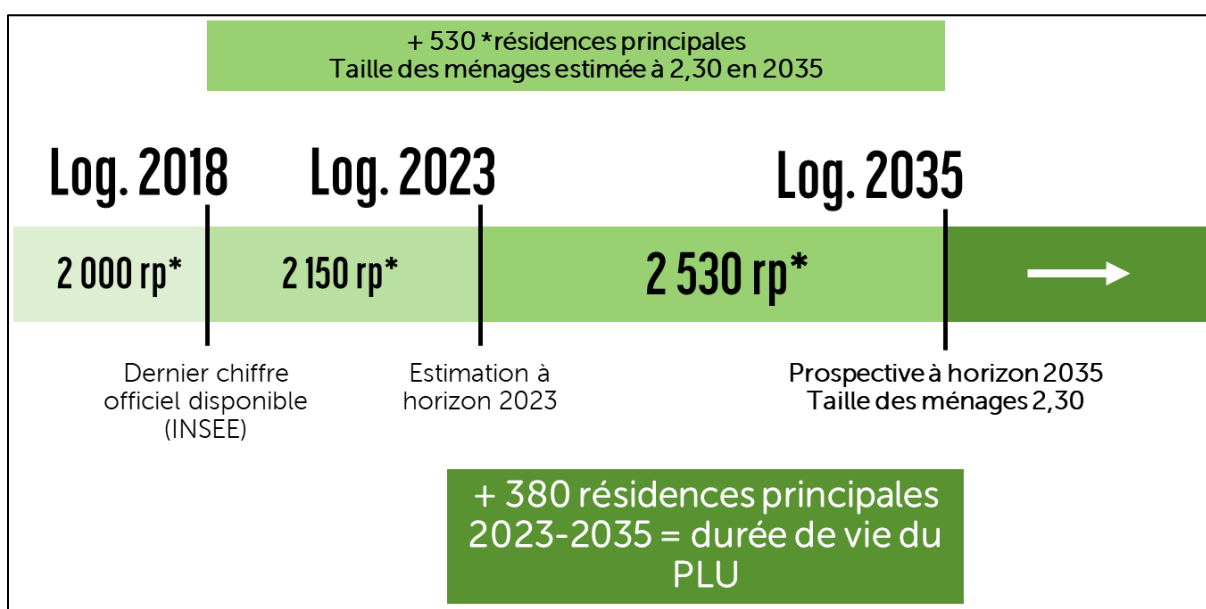 + 530 *résidences principales
Taille des ménages estimée à 2,30 en 2035
Log. 2018
Log. 2023
Log. 2035
2 000 rp*
2 150 rp*
2 530 rp*
Dernier chiffre
officiel disponible
(INSEE)
Estimation à
horizon 2023
Prospective à horizon 2035
Taille des ménages 2,30
+ 380 résidences principales
2023-2035 = durée de vie du
PLU